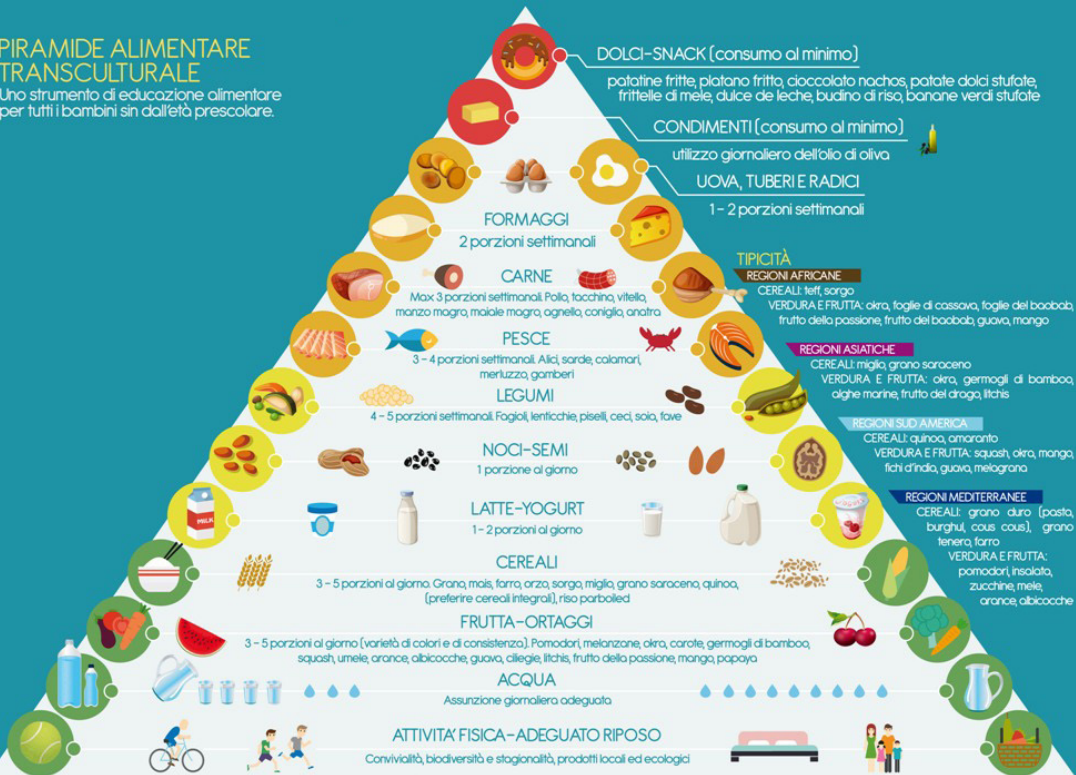 PIRAMIDE ALIMENTARE
TRANSCULTURALE
Uno strumento di educazione alimentare
per tutti i bambini sin dall'età prescolare.
DOLCI-SNACK (consumo al minimo)
patatine fritte, platano fritto, cioccolato nachos, patate dolci stufate,
frittelle di mele, dulce de leche, budino di riso, banane verdi stufate
CONDIMENTI (consumo al minimo)
utilizzo giornaliero dell'olio di oliva
UOVA, TUBERI E RADICI
1 - 2 porzioni settimanali
FORMAGGI
2 porzioni settimanali
CARNE
Max 3 porzioni settimanali. Pollo, tacchino, vitello,
manzo magro, maiale magro, agnello, coniglio, anatra
PESCE
3 - 4 porzioni settimanali. Alici, sarde, calamari,
merluzzo, gamberi
LEGUMI
4 - 5 porzioni settimanali. Fagioli, lenticchie, piselli, ceci, soia, fave
NOCI-SEMI
1 porzione al giorno
LATTE-YOGURT
1 - 2 porzioni al giorno
MILK
CEREALI
3 - 5 porzioni al giorno. Grano, mais, farro, orzo, sorgo, miglio, grano saraceno, quinoa,
(preferire cereali integrali), riso parboiled
FRUTTA-ORTAGGI
3 - 5 porzioni al giorno (varietà di colori e di consistenza). Pomodori, melanzane, okra, carote, germogli di bamboo,
squash, umele, arance, albicocche, guava, ciliegie, litchis, frutto della passione, mango, papaya
ACQUA
Assunzione giornaliera adeguata
ATTIVITA' FISICA-ADEGUATO RIPOSO
Convivialità, biodiversità e stagionalità, prodotti locali ed ecologici
TIPICITÀ
REGIONI AFRICANE
CEREALI: teff, sorgo
VERDURA E FRUTTA: okra, foglie di cassava, foglie del baobab,
frutto della passione, frutto del baobab, guava, mango
REGIONI ASIATICHE
CEREALI: miglio, grano saraceno
VERDURA E FRUTTA: okra, germogli di bamboo,
alghe marine, frutto del drago, litchis
REGIONI SUD AMERICA
CEREALI: quinoa, amaranto
VERDURA E FRUTTA: squash, okra, mango,
fichi d'india, guava, melagrana
REGIONI MEDITERRANEE
CEREALI: grano duro (pasta,
burghul, cous cous), grano
tenero, farro
VERDURA E FRUTTA:
pomodori, insalata,
zucchine, mele,
arance, albicocche